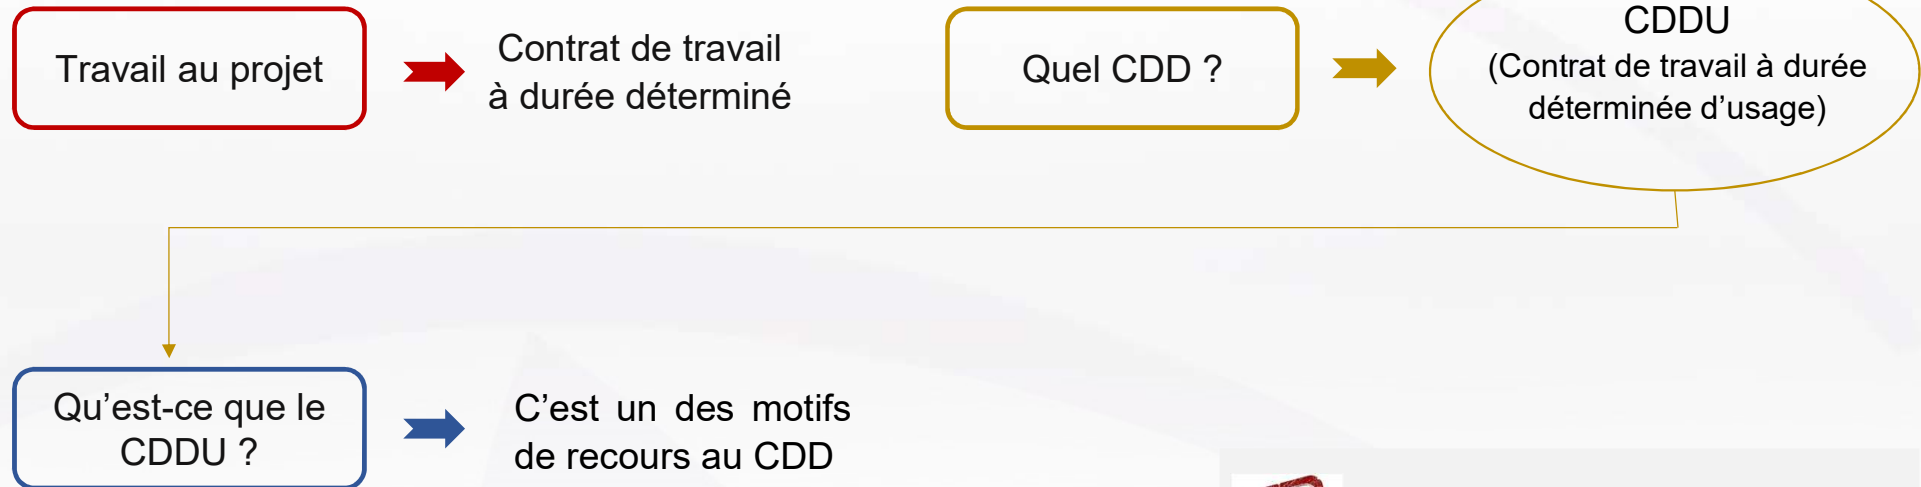 Travail au projet
Contrat de travail
à durée déterminé
Quel CDD ?
CDDU
(Contrat de travail à durée
déterminée d’usage)
Qu’est-ce que le
CDDU ?
C’est un des motifs
de recours au CDD